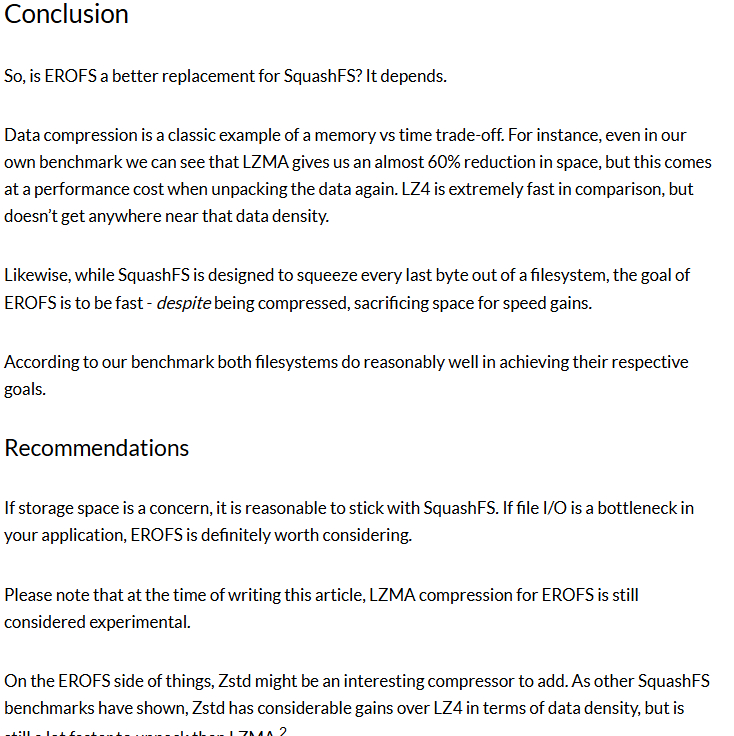 Conclusion
So, is EROFS a better replacement for SquashFS? It depends.
Data compression is a classic example of a memory vs time trade-off. For instance, even in our
own benchmark we can see that LZMA gives us an almost 60% reduction in space, but this comes
at a performance cost when unpacking the data again. LZ4 is extremely fast in comparison, but
doesn’t get anywhere near that data density.
Likewise, while SquashFS is designed to squeeze every last byte out of a filesystem, the goal of
EROFS is to be fast - despite being compressed, sacrificing space for speed gains.
According to our benchmark both filesystems do reasonably well in achieving their respective
goals.
Recommendations
If storage space is a concern, it is reasonable to stick with SquashFS. If file I/O is a bottleneck in
your application, EROFS is definitely worth considering.
Please note that at the time of writing this article, LZMA compression for EROFS is still
considered experimental.
On the EROFS side of things, Zstd might be an interesting compressor to add. As other SquashFS
benchmarks have shown, Zstd has considerable gains over LZ4 in terms of data density, but is
still a lot faster to unpack than LZMA.2